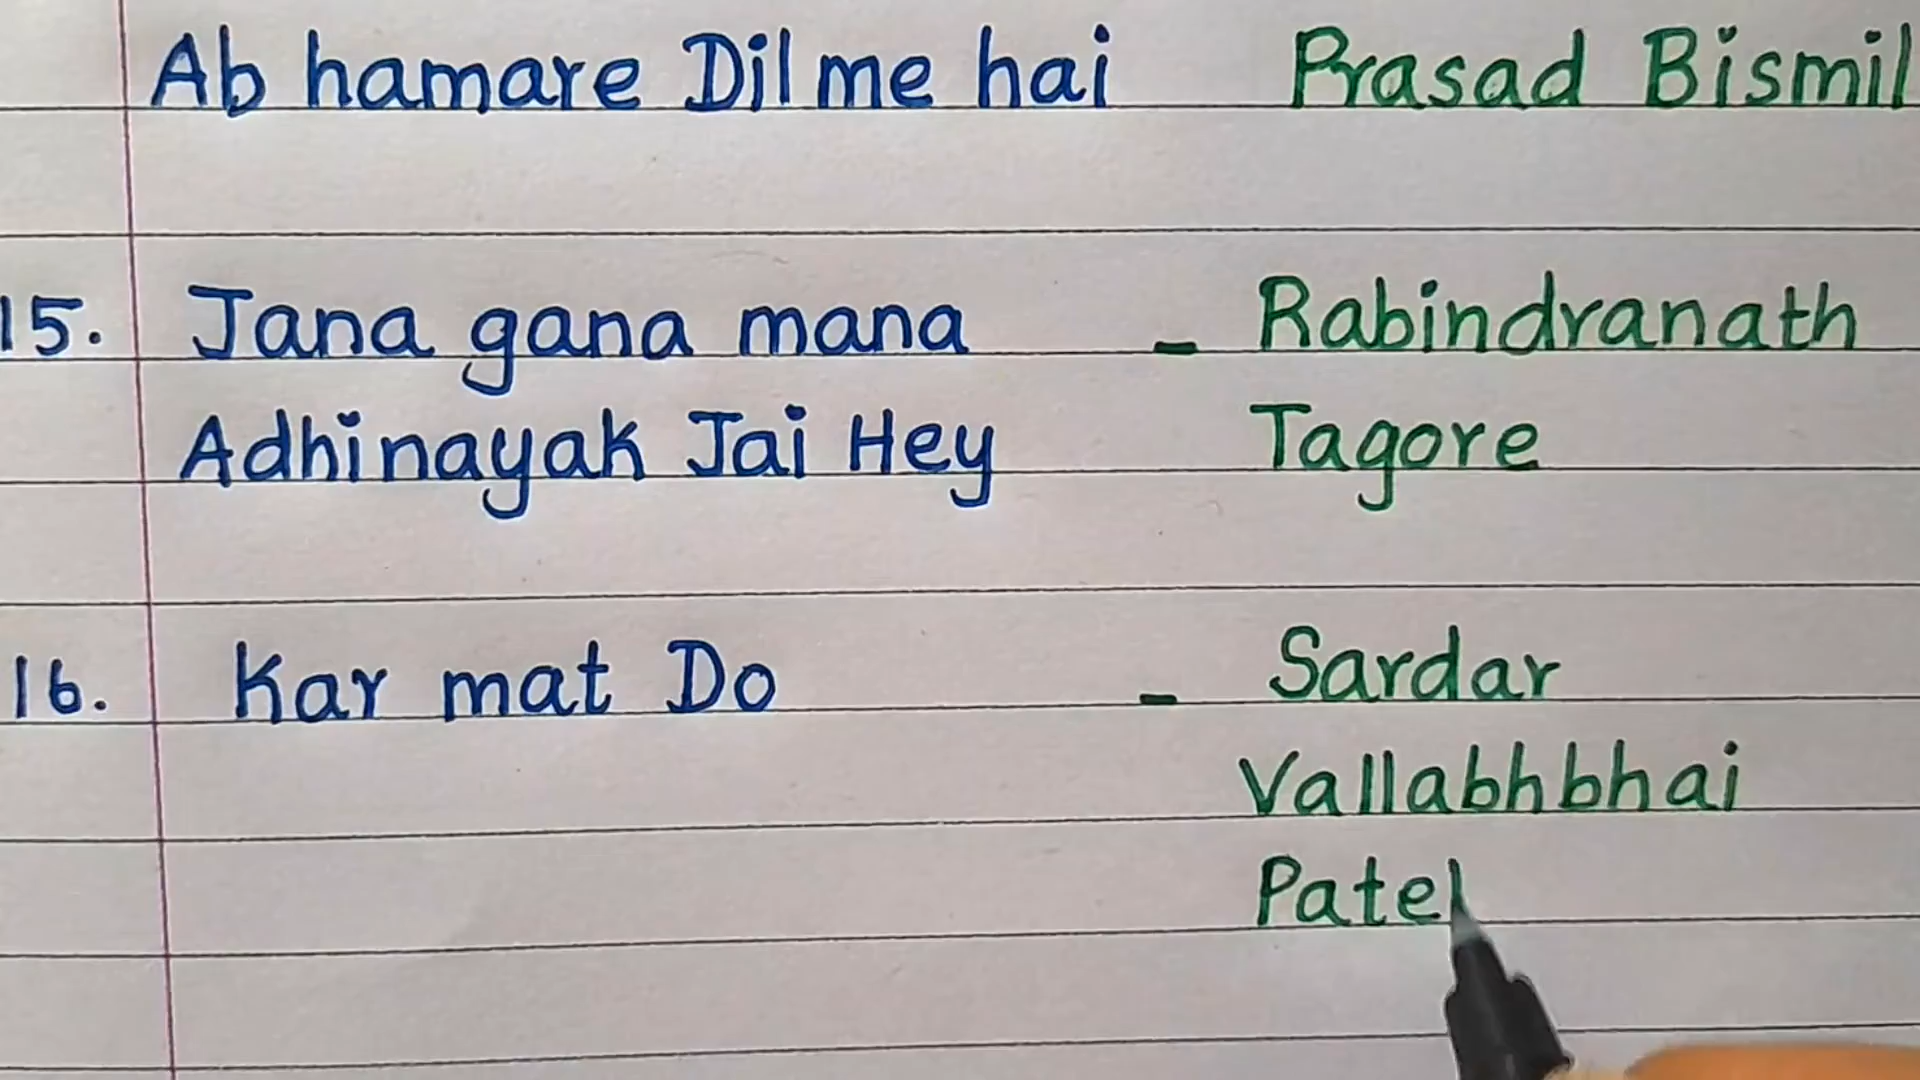 Ab hamare Dil me hai Prasad Bismil
15. Jana gana mana - Rabindranath
Adhinayak Jai Hey Tagore
16. Kar mat Do - Sardar
Vallabhbhai
Patel